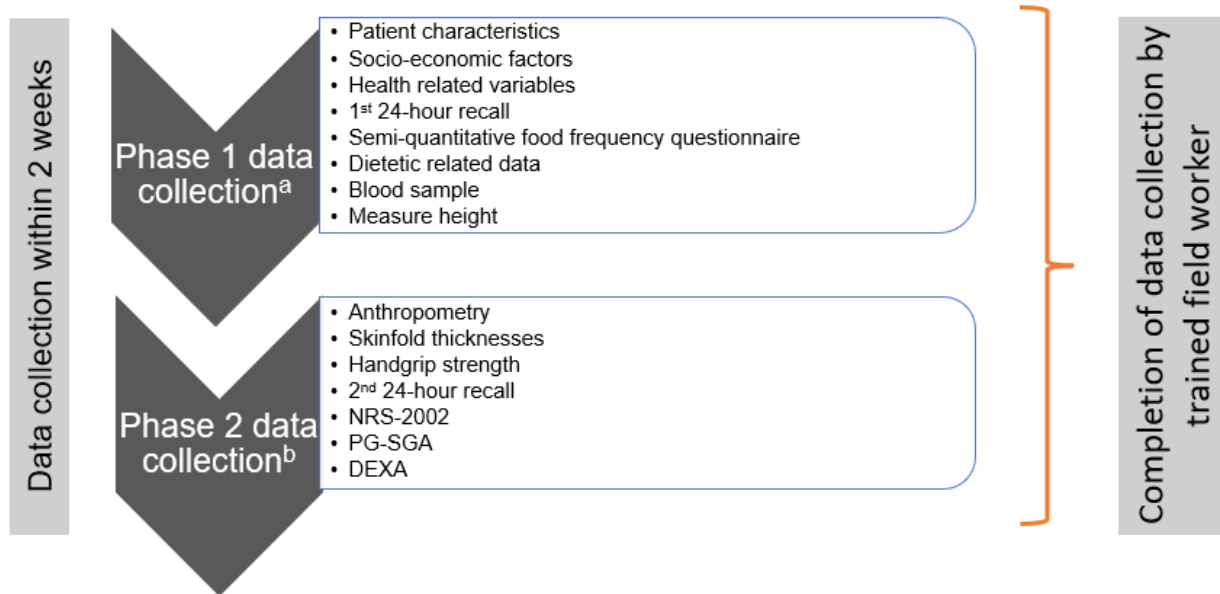 Data collection within 2 weeks
Phase 1 data
collectionᵃ
• Patient characteristics
• Socio-economic factors
• Health related variables
• 1ˢᵗ 24-hour recall
• Semi-quantitative food frequency questionnaire
• Dietetic related data
• Blood sample
• Measure height
Phase 2 data
collectionᵇ
• Anthropometry
• Skinfold thicknesses
• Handgrip strength
• 2ⁿᵈ 24-hour recall
• NRS-2002
• PG-SGA
• DEXA
Completion of data collection by
trained field worker